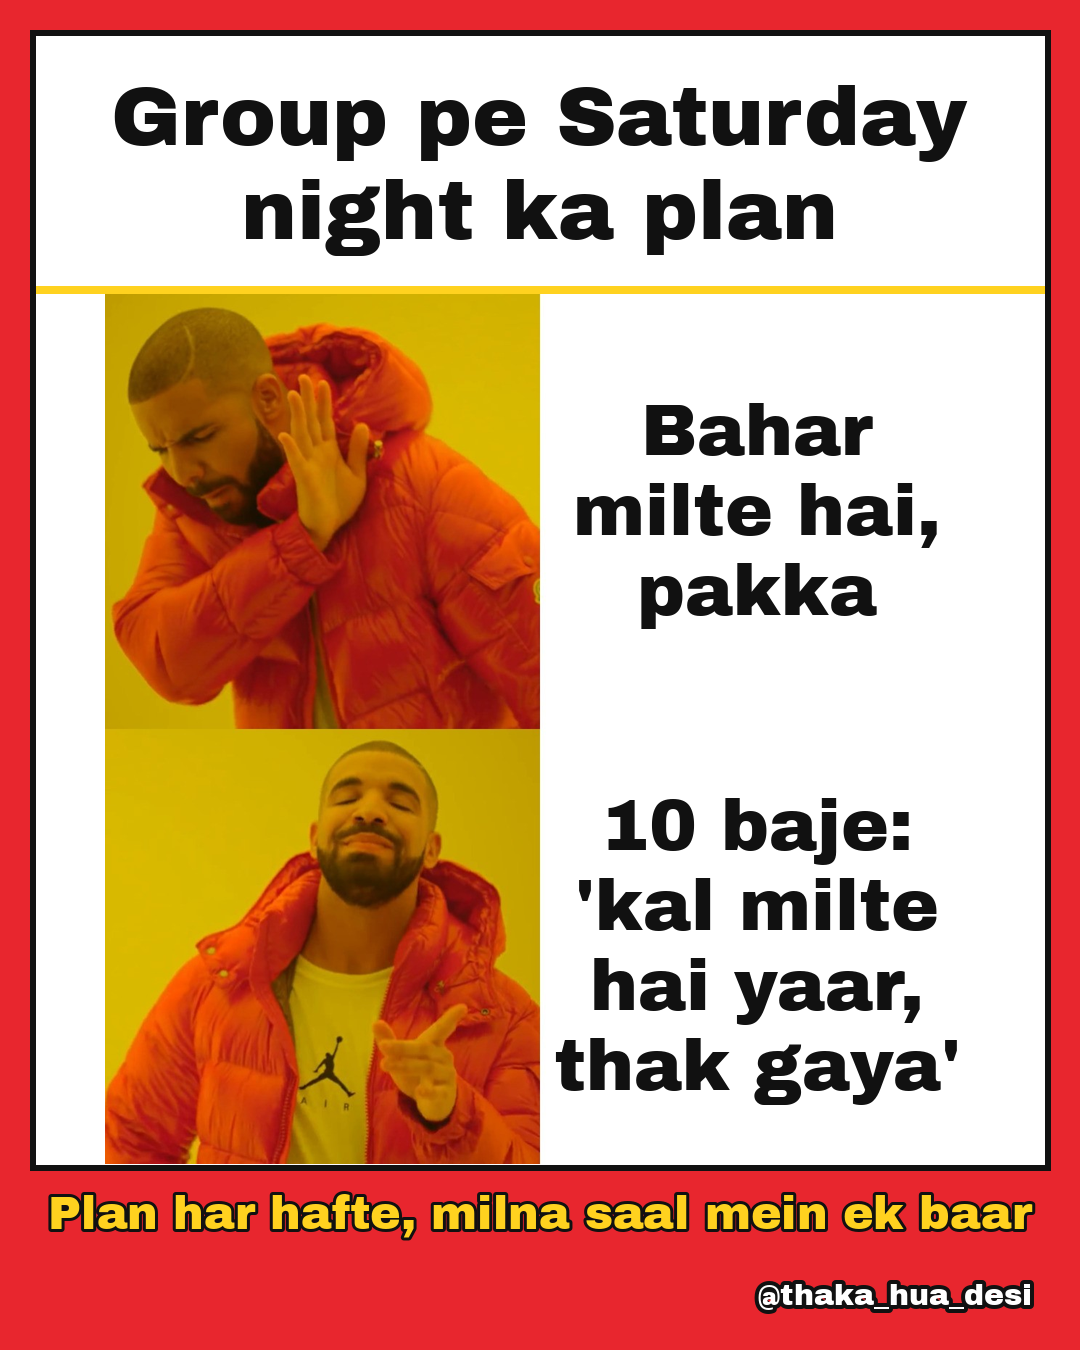 Group pe Saturday
night ka plan
Bahar
milte hai,
pakka
10 baje:
'kal milte
hai yaar,
thak gaya'
A I R
Plan har hafte, milna saal mein ek baar
@thaka_hua_desi